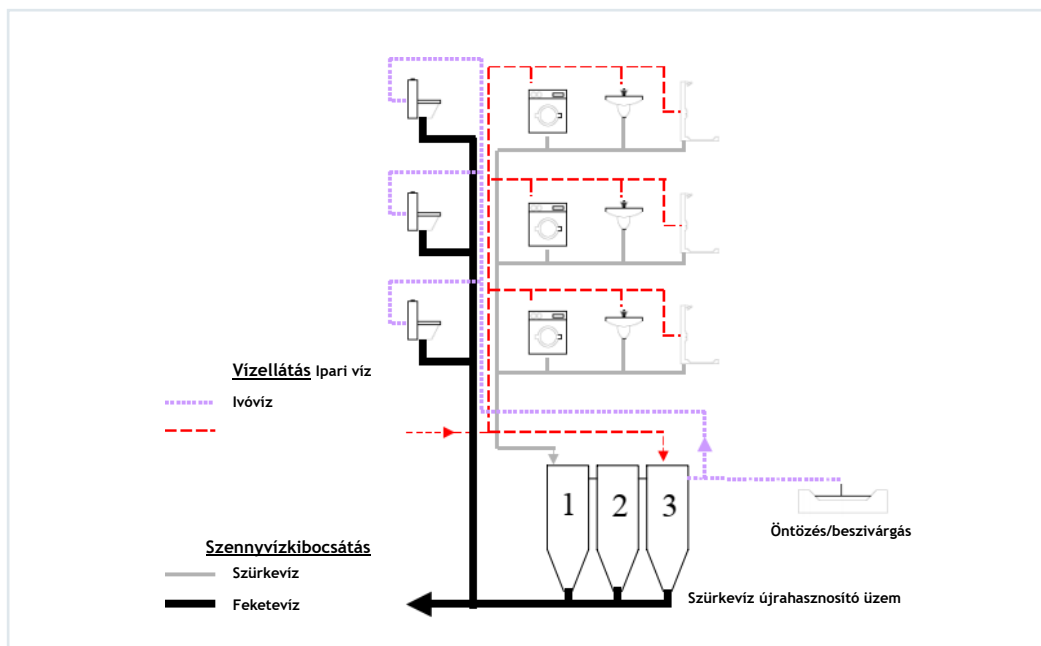 Vízellátás Ipari víz
Ivóvíz
1 2 3
Öntözés/beszivárgás
Szennyvízkibocsátás
Szürkevíz
Szürkevíz újrahasznosító üzem
Feketevíz